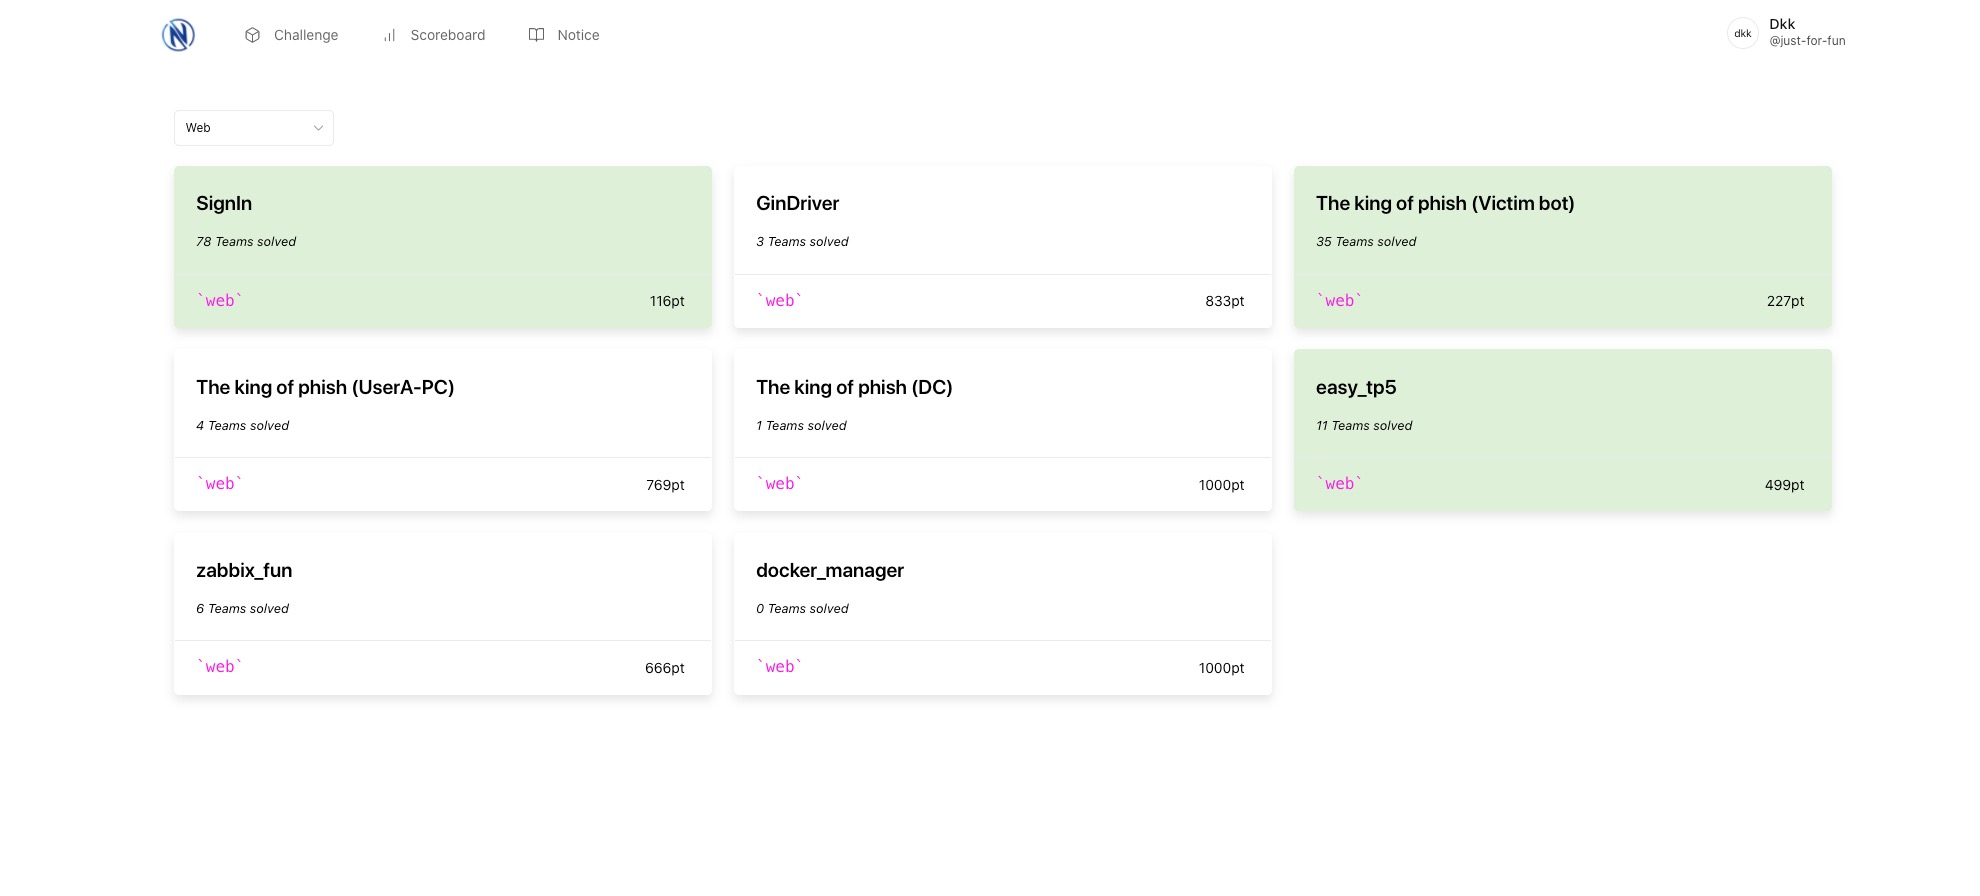 Challenge
Scoreboard
Notice
dkk
Dkk
@just-for-fun
Web
SignIn
78 Teams solved
`web`
116pt
GinDriver
3 Teams solved
`web`
833pt
The king of phish (Victim bot)
35 Teams solved
`web`
227pt
The king of phish (UserA-PC)
4 Teams solved
`web`
769pt
The king of phish (DC)
1 Teams solved
`web`
1000pt
easy_tp5
11 Teams solved
`web`
499pt
zabbix_fun
6 Teams solved
`web`
666pt
docker_manager
0 Teams solved
`web`
1000pt